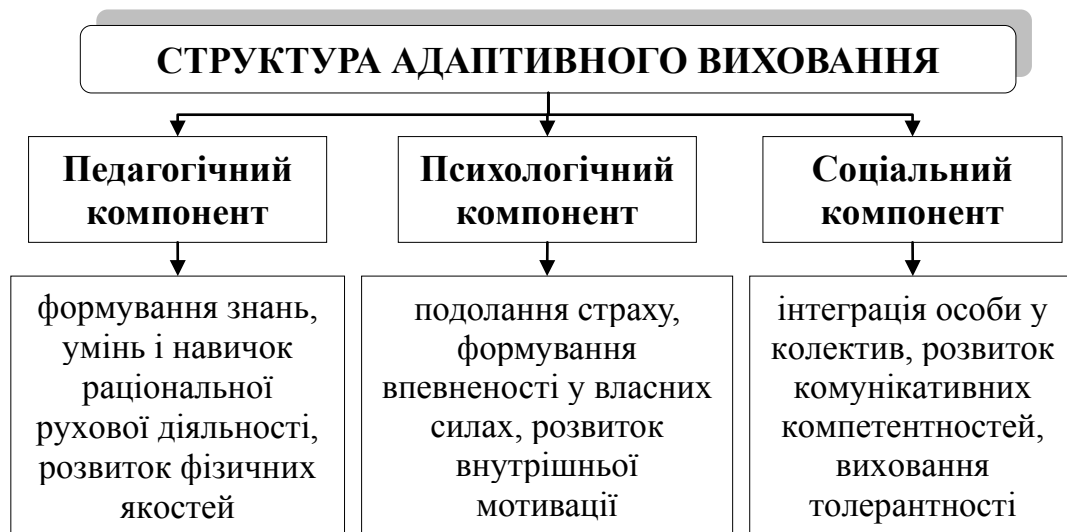 СТРУКТУРА АДАПТИВНОГО ВИХОВАННЯ
Педагогічний
компонент
формування знань,
умінь і навичок
раціональної
рухової діяльності,
розвиток фізичних
якостей
Психологічний
компонент
подолання страху,
формування
впевненості у власних
силах, розвиток
внутрішньої
мотивації
Соціальний
компонент
інтеграція особи у
колектив, розвиток
комунікативних
компетентностей,
виховання
толерантності